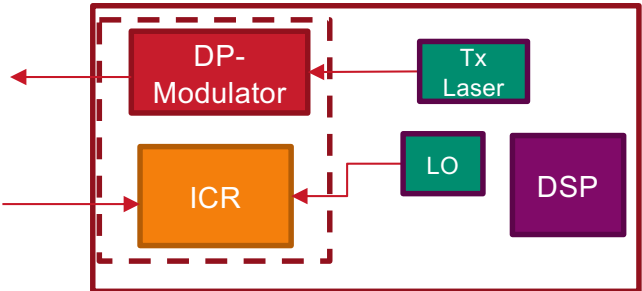 DP-
Modulator
Tx
Laser
ICR
LO
DSP